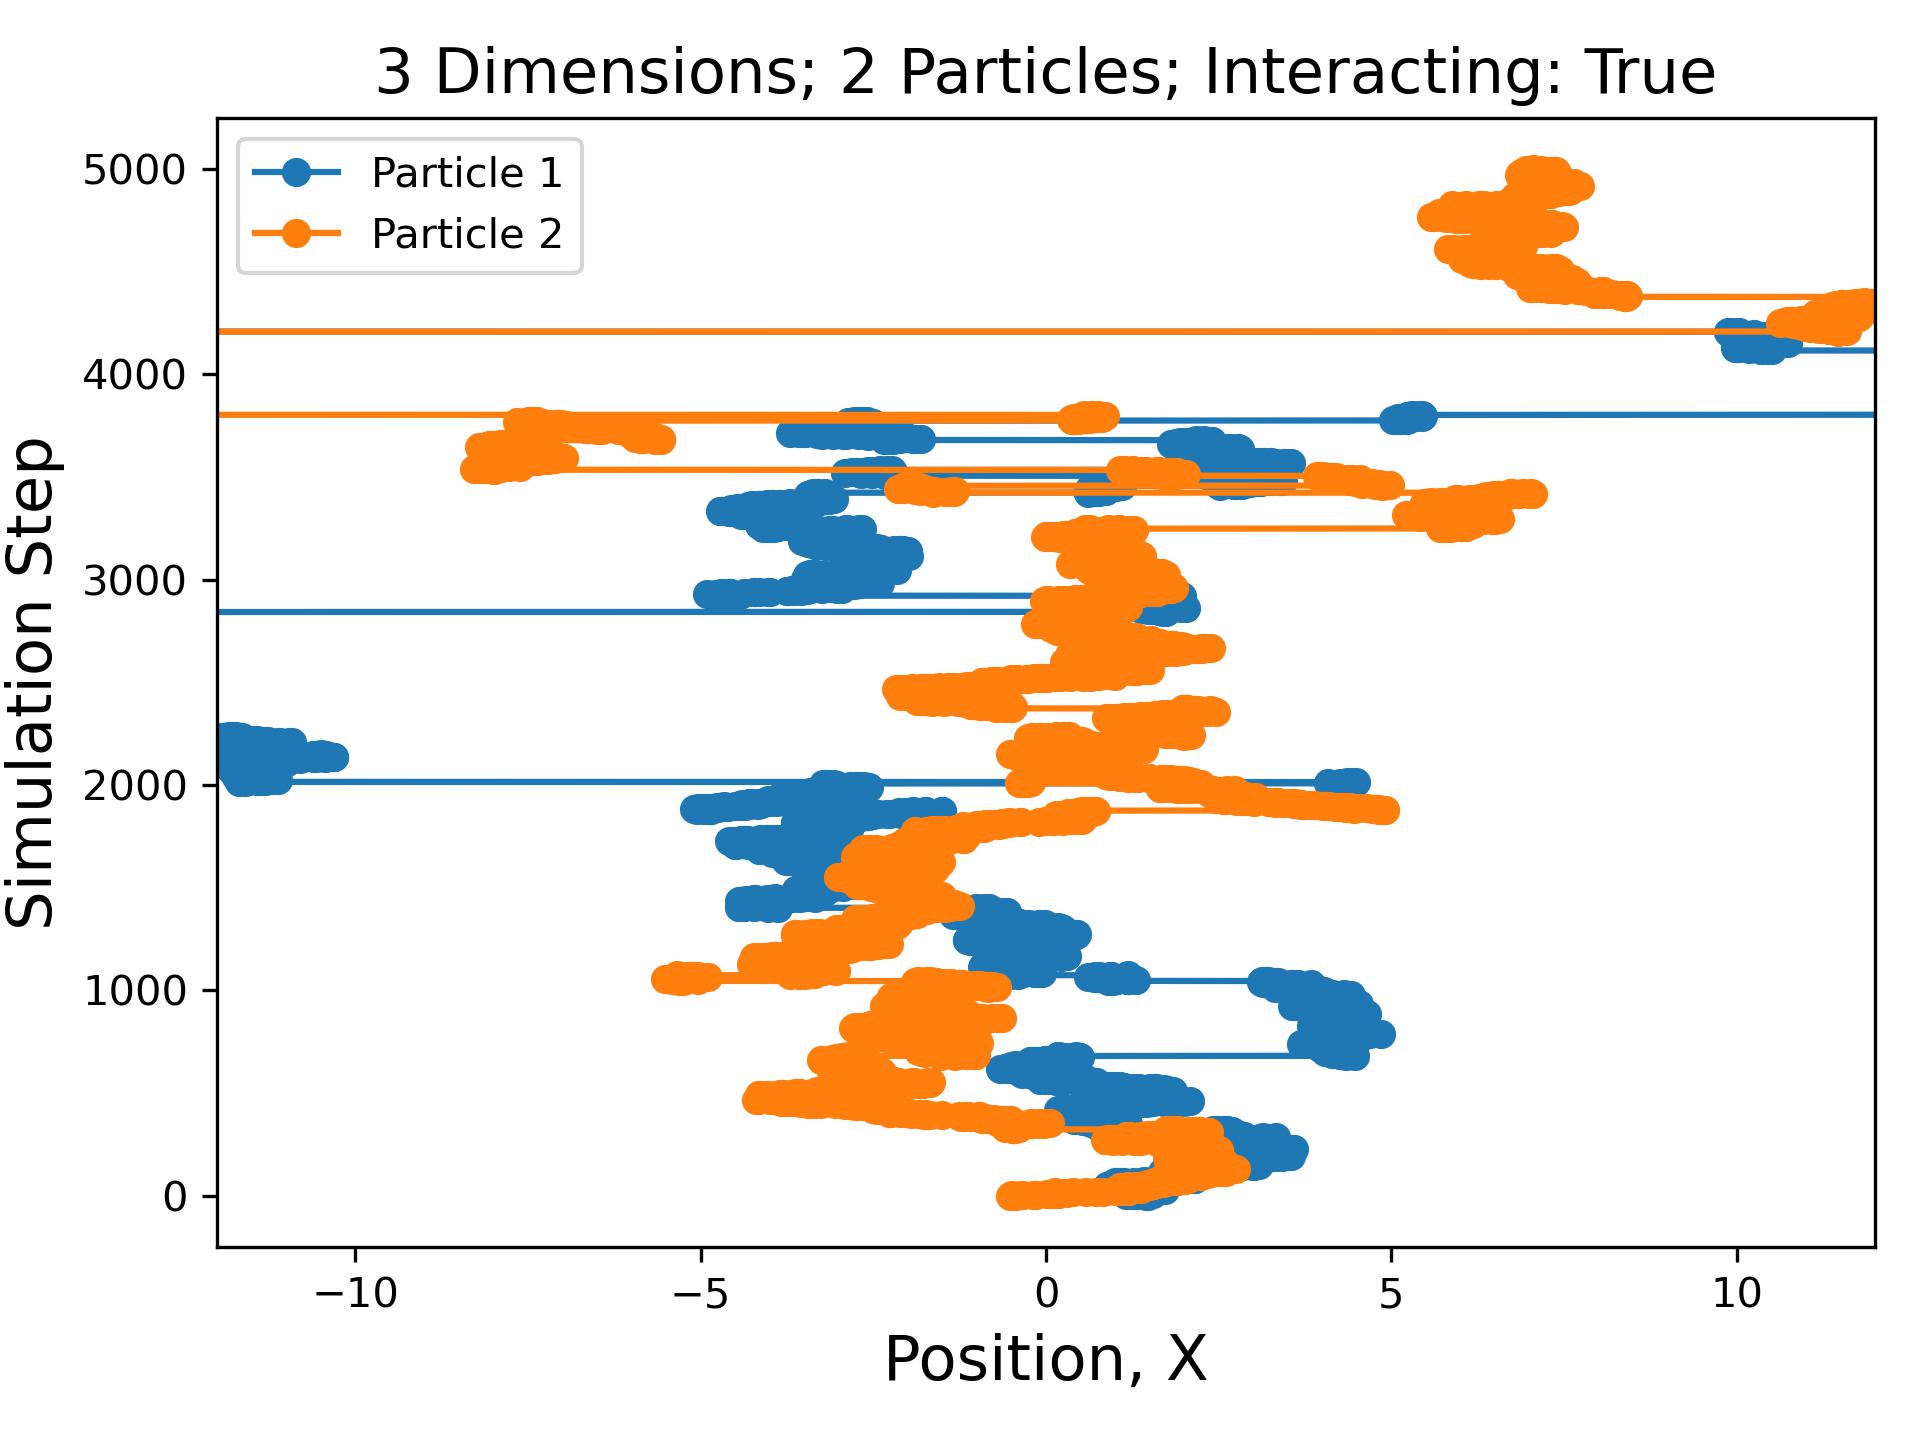 3 Dimensions; 2 Particles; Interacting: True
Particle 1
Particle 2
5000
4000
3000
2000
1000
0
Simulation Step
−10
−5
0
5
10
Position, X